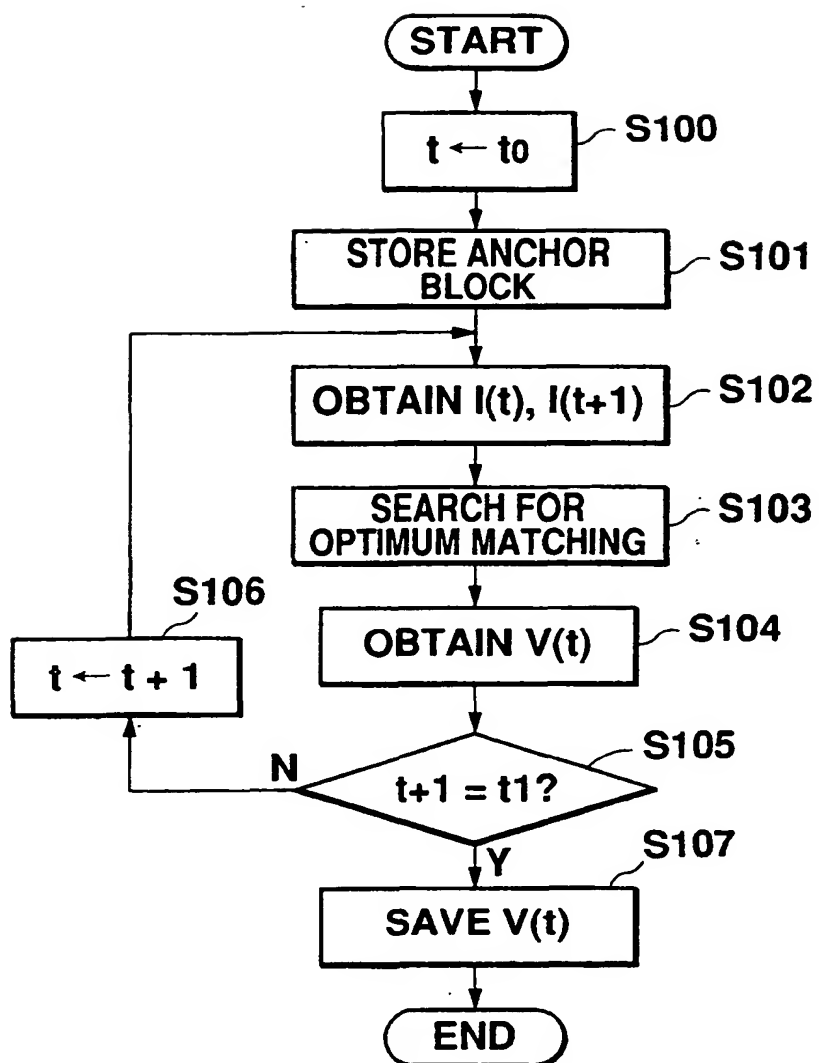 START
t ← t0
S100
STORE ANCHOR
BLOCK
S101
OBTAIN I(t), I(t+1)
S102
SEARCH FOR
OPTIMUM MATCHING
S103
OBTAIN V(t)
S104
S106
t ← t + 1
t+1 = t1?
S105
N
Y
SAVE V(t)
S107
END